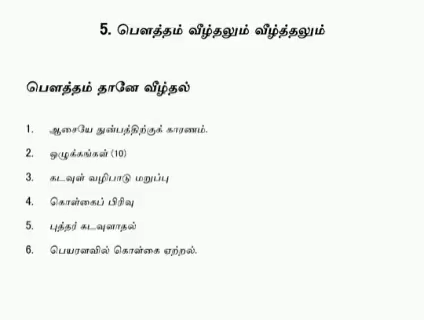 5. பௌத்தம் வீழ்தலும் வீழ்த்தலும்
பௌத்தம் தானே வீழ்தல்
1. ஆசையே துன்பத்திற்குக் காரணம்.
2. ஒழுக்கங்கள் (10)
3. கடவுள் வழிபாடு மறுப்பு
4. கொள்கைப் பிரிவு
5. புத்தர் கடவுளாதல்
6. பெயரளவில் கொள்கை ஏற்றல்.